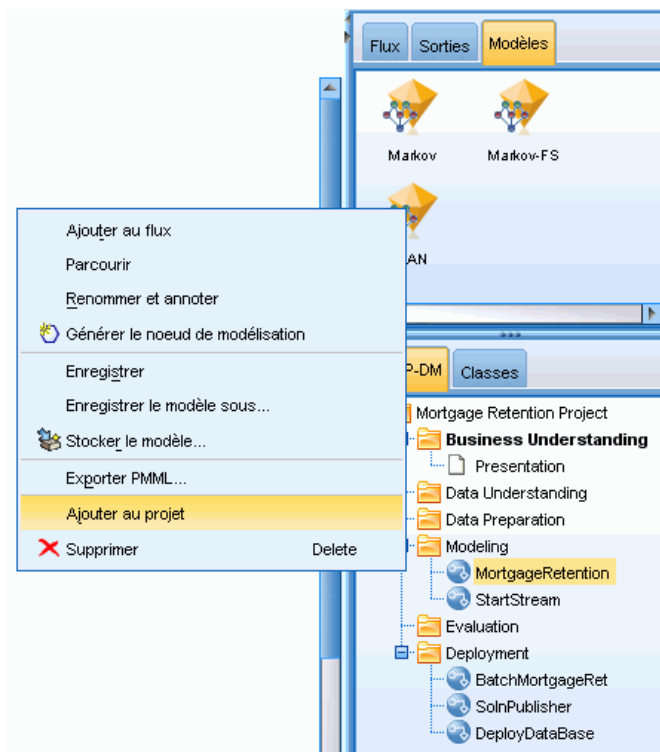 Flux Sorties Modèles
Markov Markov-FS
AN
Ajouter au flux
Parcourir
Renommer et annoter
Générer le noeud de modélisation
Enregistrer
Enregistrer le modèle sous...
Stocker le modèle...
Exporter PMML...
Ajouter au projet
Supprimer Delete
P-DM Classes
Mortgage Retention Project
Business Understanding
Presentation
Data Understanding
Data Preparation
Modeling
MortgageRetention
StartStream
Evaluation
Deployment
BatchMortgageRet
SolnPublisher
DeployDataBase